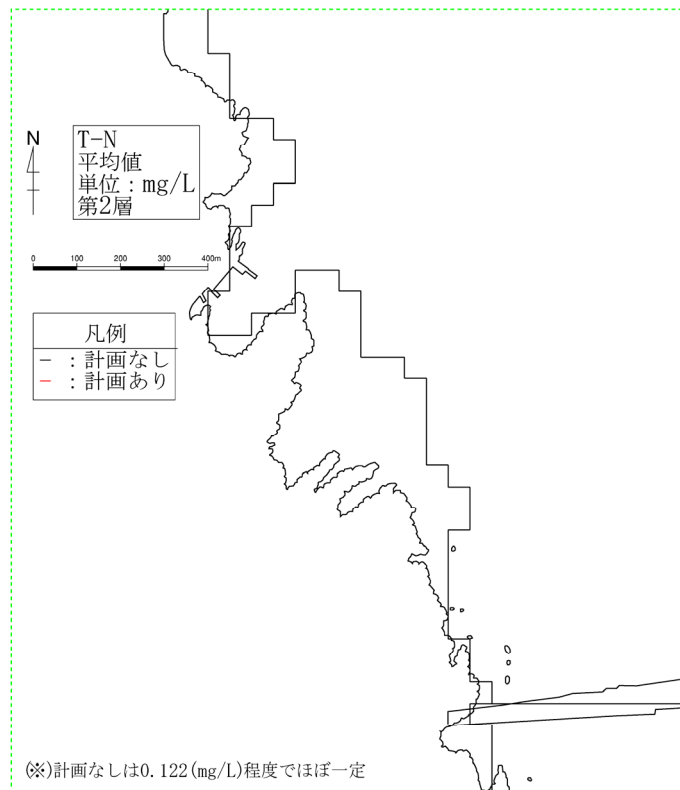 N
T-N
平均値
単位：mg/L
第2層
0 100 200 300 400m
凡例
− ：計画なし
− ：計画あり
(※)計画なしは0.122(mg/L)程度でほぼ一定